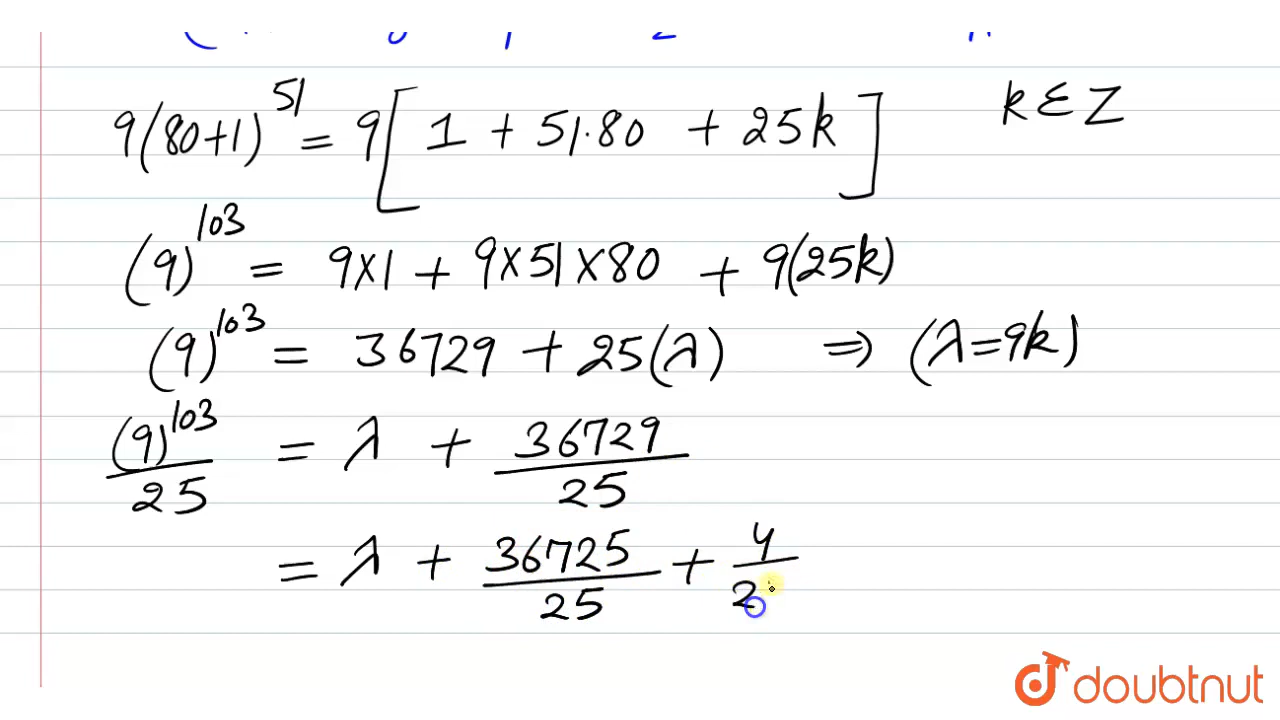 9(80+1)^51 = 9[ 1 + 51.80 + 25k ] k ∈ Z
(9)^103 = 9×1 + 9×51×80 + 9(25k)
(9)^103 = 36729 + 25(λ) ⇒ (λ=9k)
(9)^103/25 = λ + 36729/25
= λ + 36725/25 + 4/2
doubtnut